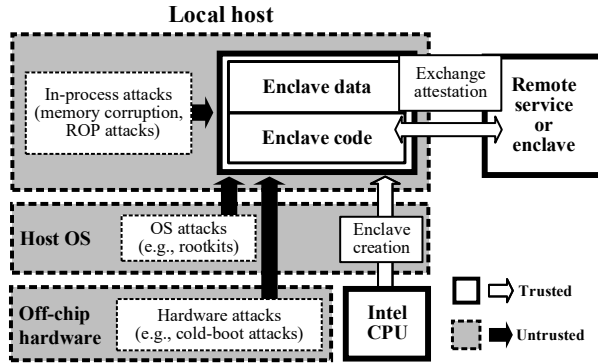 Local host
In-process attacks
(memory corruption,
ROP attacks)
Enclave data
Enclave code
Exchange
attestation
Remote
service
or
enclave
Host OS
OS attacks
(e.g., rootkits)
Enclave
creation
Off-chip
hardware
Hardware attacks
(e.g., cold-boot attacks)
Intel
CPU
Trusted
Untrusted